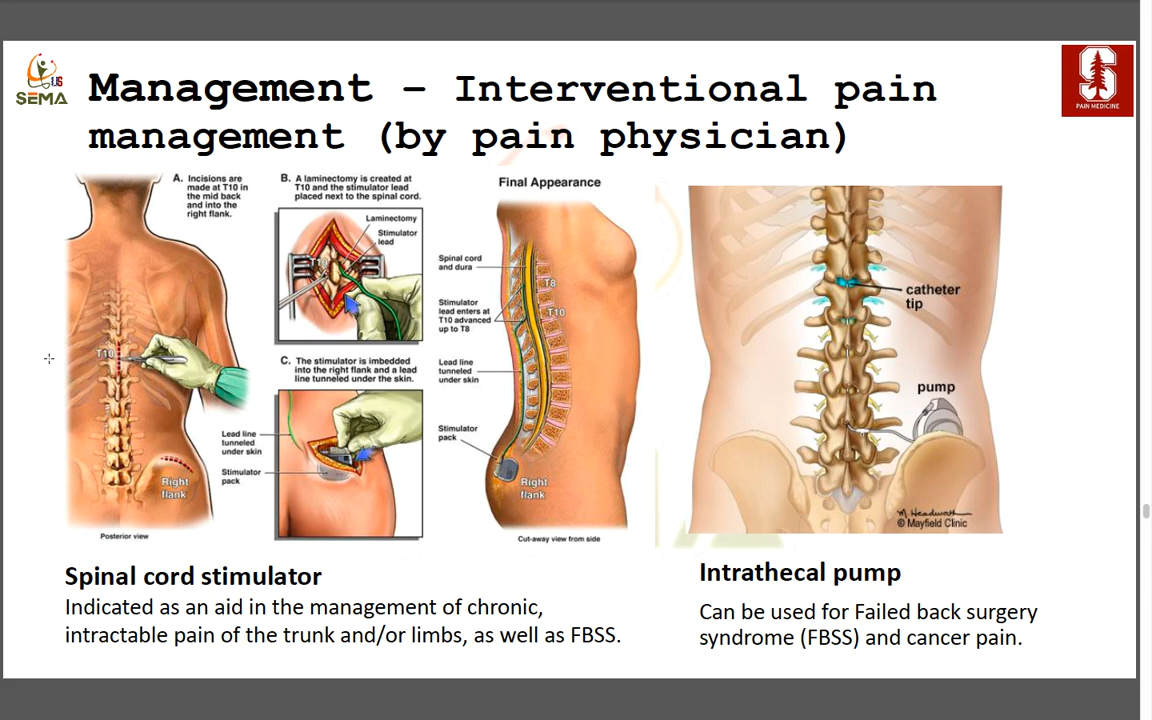 US
SEMA
Management – Interventional pain
management (by pain physician)
S
PAIN MEDICINE
A. Incisions are
made at T10 in
the mid back
and into the
right flank.
T10
Right
flank
Posterior view
B. A laminectomy is created at
T10 and the stimulator lead
placed next to the spinal cord.
Laminectomy
Stimulator
lead
T10
C. The stimulator is imbedded
into the right flank and a lead
line tunneled under the skin.
Lead line
tunneled
under skin
Stimulator
pack
Final Appearance
Spinal cord
and dura
T8
Stimulator
lead enters at
T10 advanced
up to T8
T10
Lead line
tunneled
under skin
Stimulator
pack
Right
flank
Cut-away view from side
catheter
tip
pump
M. Headworth
© Mayfield Clinic
Spinal cord stimulator
Indicated as an aid in the management of chronic,
intractable pain of the trunk and/or limbs, as well as FBSS.
Intrathecal pump
Can be used for Failed back surgery
syndrome (FBSS) and cancer pain.